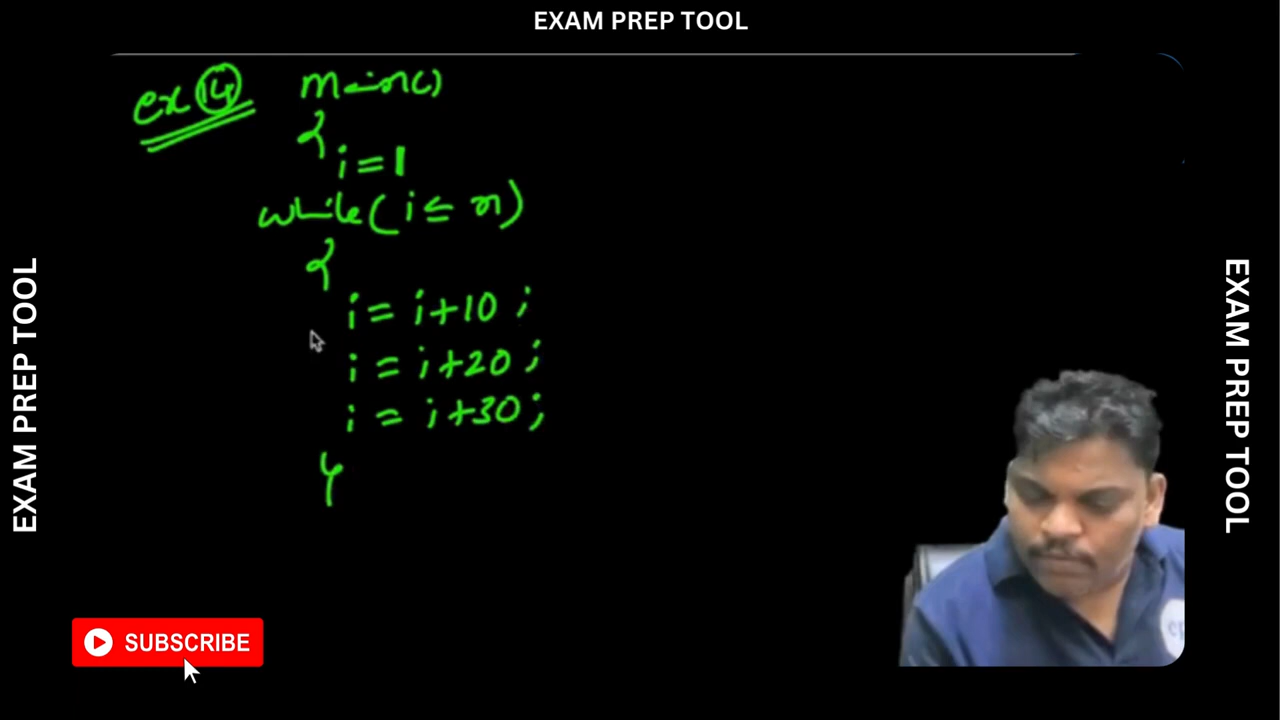 EXAM PREP TOOL
ex 14 main()
{
i = 1
while( i ≤ n)
{
i = i+10 ;
i = i+20 ;
i = i+30 ;
}
EXAM PREP TOOL
EXAM PREP TOOL
SUBSCRIBE